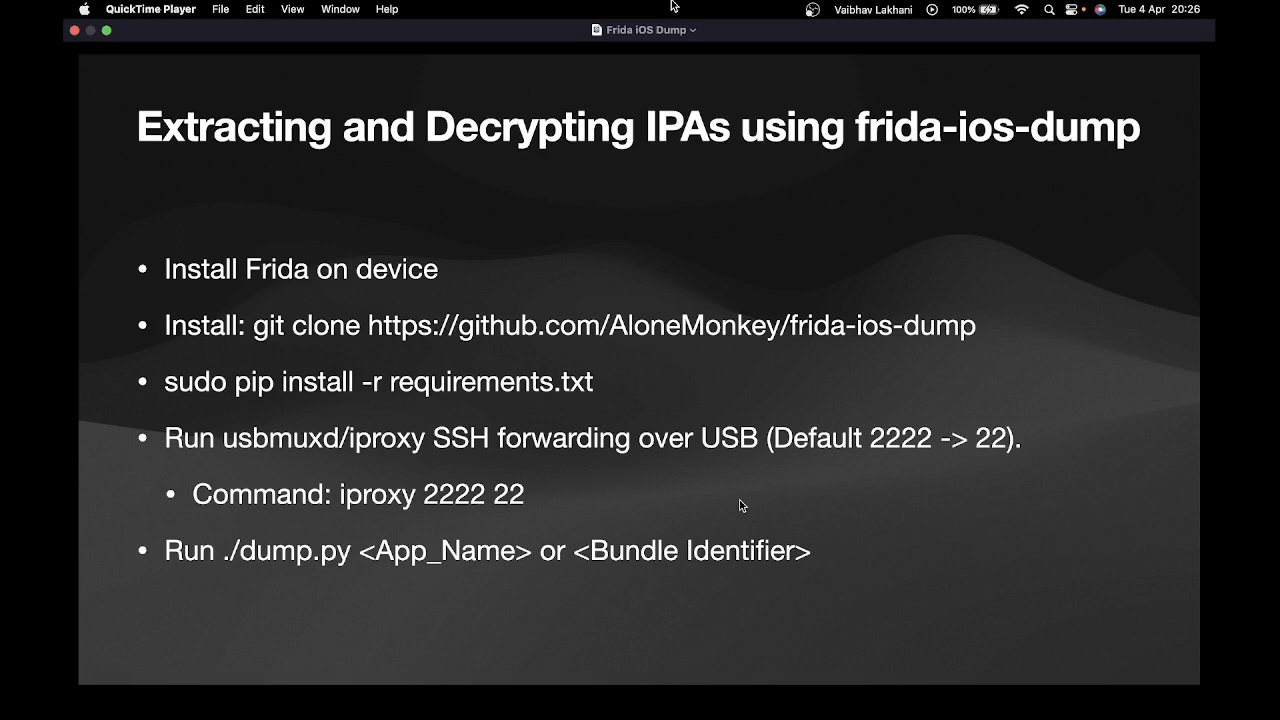 QuickTime Player File Edit View Window Help Vaibhav Lakhani 100% Tue 4 Apr 20:26
Frida iOS Dump
Extracting and Decrypting IPAs using frida-ios-dump
• Install Frida on device
• Install: git clone https://github.com/AloneMonkey/frida-ios-dump
• sudo pip install -r requirements.txt
• Run usbmuxd/iproxy SSH forwarding over USB (Default 2222 -> 22).
• Command: iproxy 2222 22
• Run ./dump.py <App_Name> or <Bundle Identifier>